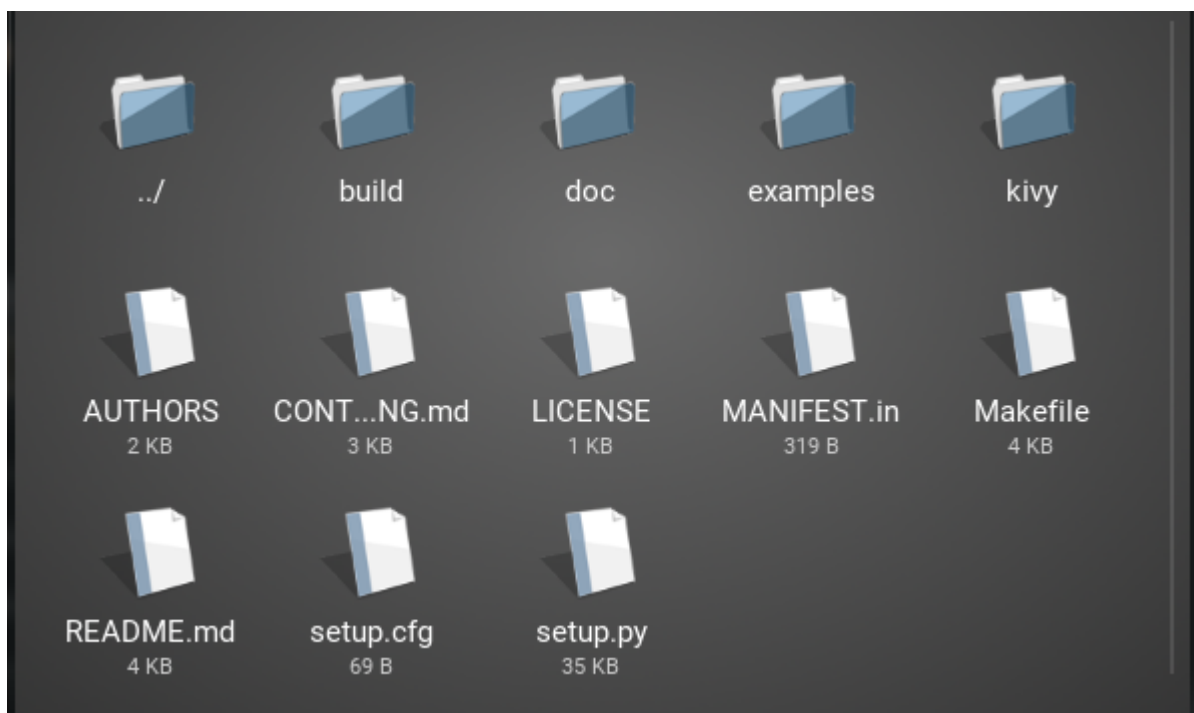 ../ build doc examples kivy
AUTHORS CONT...NG.md LICENSE MANIFEST.in Makefile
2 KB 3 KB 1 KB 319 B 4 KB
README.md setup.cfg setup.py
4 KB 69 B 35 KB